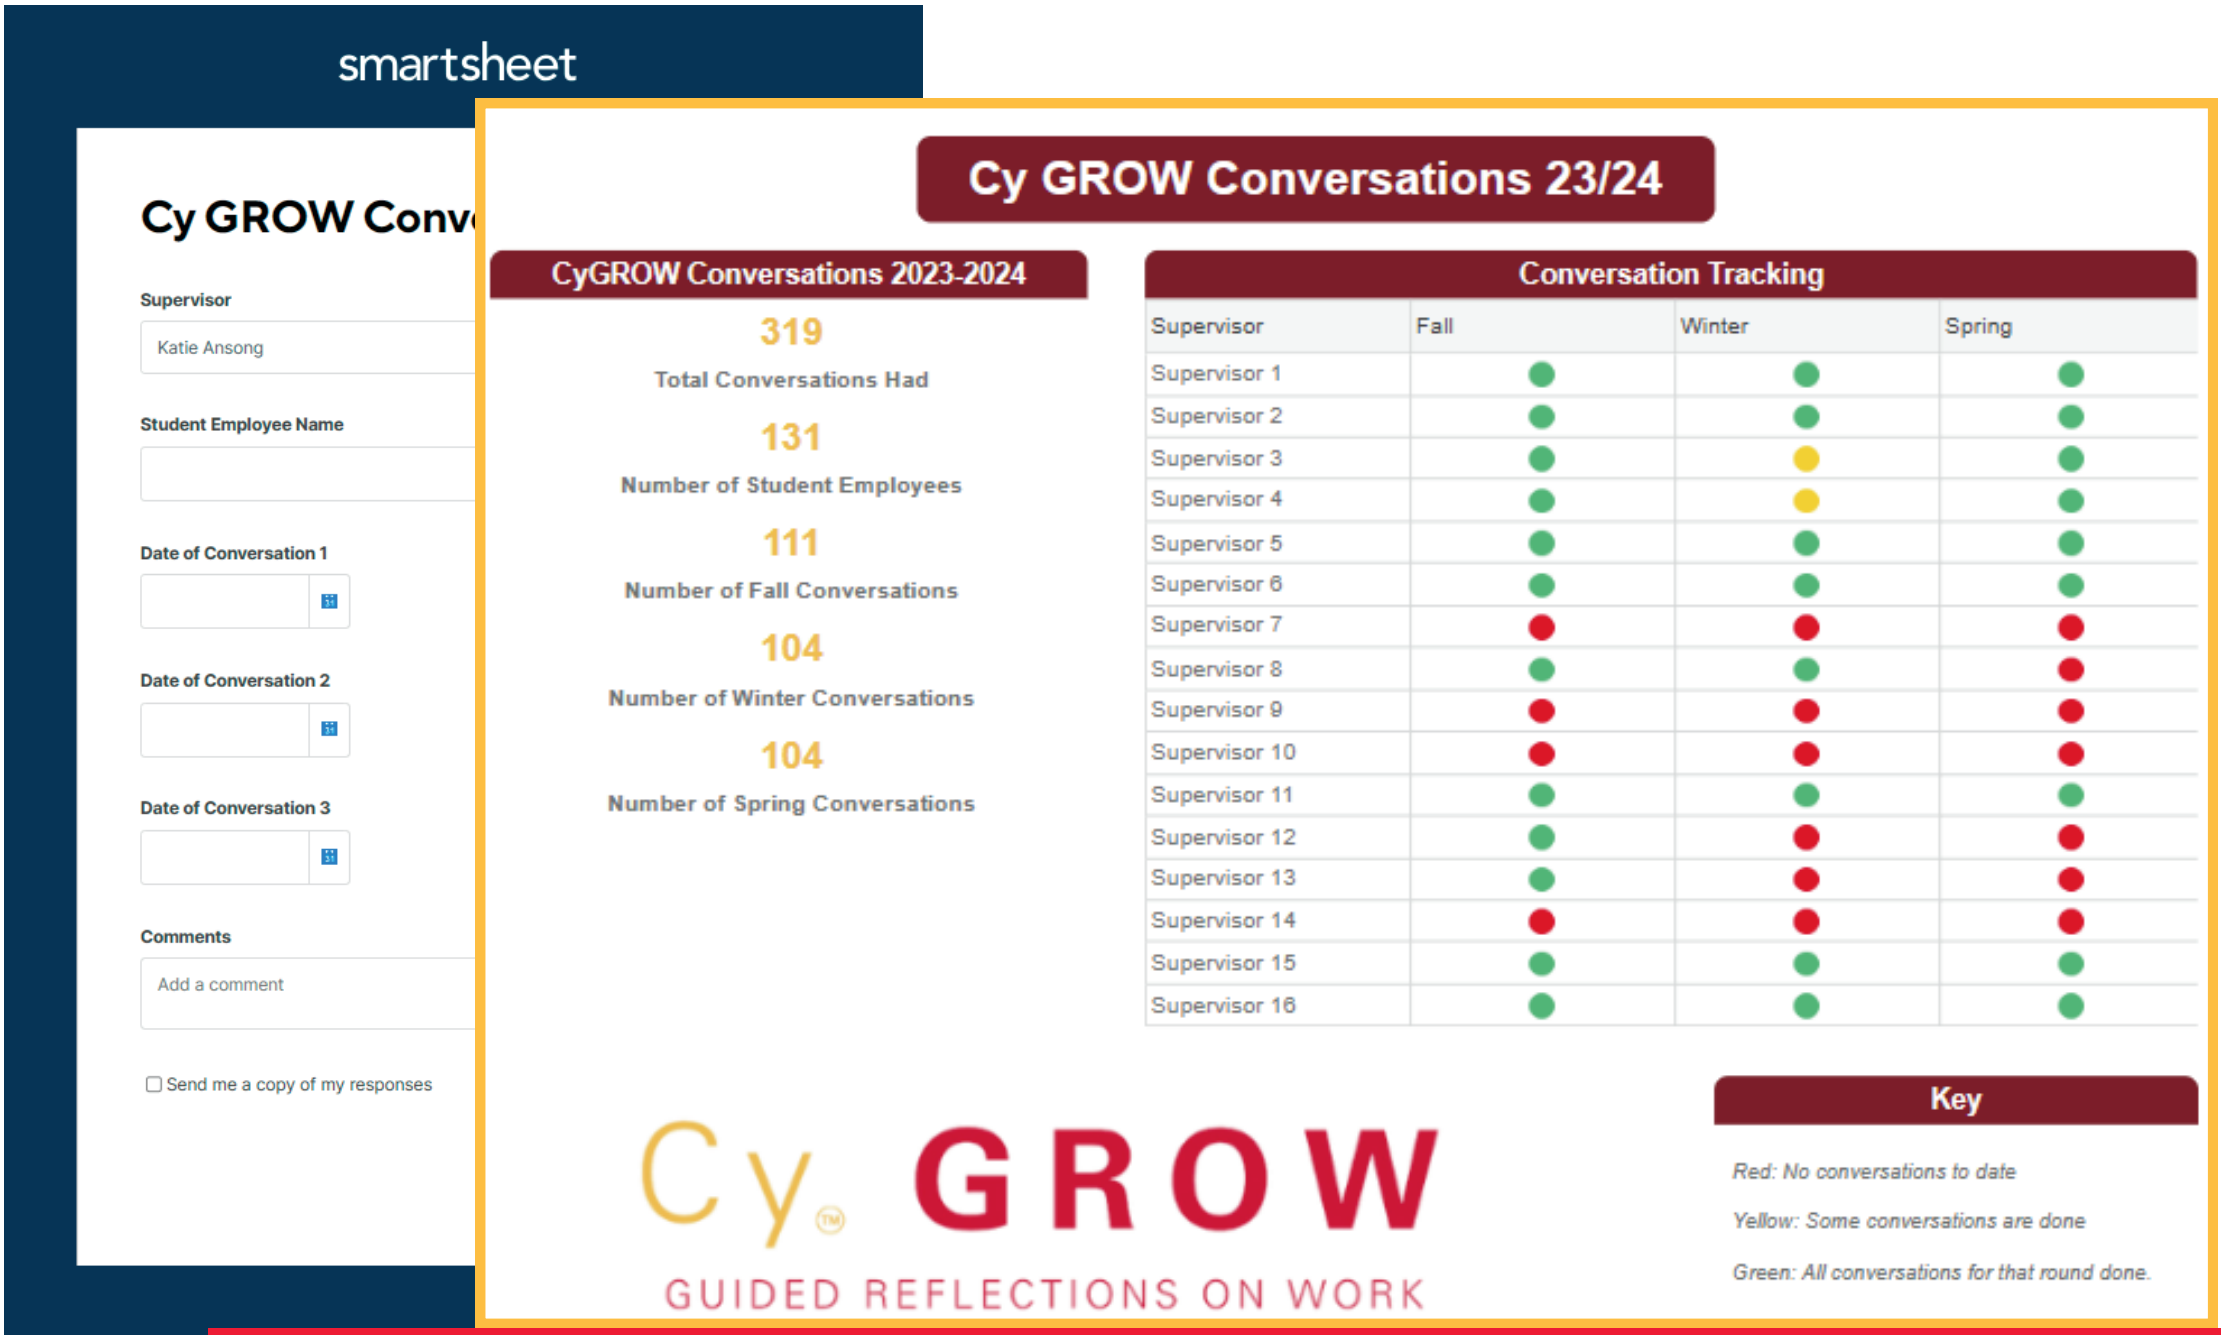 smartsheet
Cy GROW Conv
Supervisor
Katie Ansong
Student Employee Name
Date of Conversation 1
31
Date of Conversation 2
31
Date of Conversation 3
31
Comments
Add a comment
Send me a copy of my responses
Cy GROW Conversations 23/24
CyGROW Conversations 2023-2024
319
Total Conversations Had
131
Number of Student Employees
111
Number of Fall Conversations
104
Number of Winter Conversations
104
Number of Spring Conversations
Conversation Tracking
Supervisor Fall Winter Spring
Supervisor 1
Supervisor 2
Supervisor 3
Supervisor 4
Supervisor 5
Supervisor 6
Supervisor 7
Supervisor 8
Supervisor 9
Supervisor 10
Supervisor 11
Supervisor 12
Supervisor 13
Supervisor 14
Supervisor 15
Supervisor 16
Key
Red: No conversations to date
Yellow: Some conversations are done
Green: All conversations for that round done.
Cy™ GROW
GUIDED REFLECTIONS ON WORK